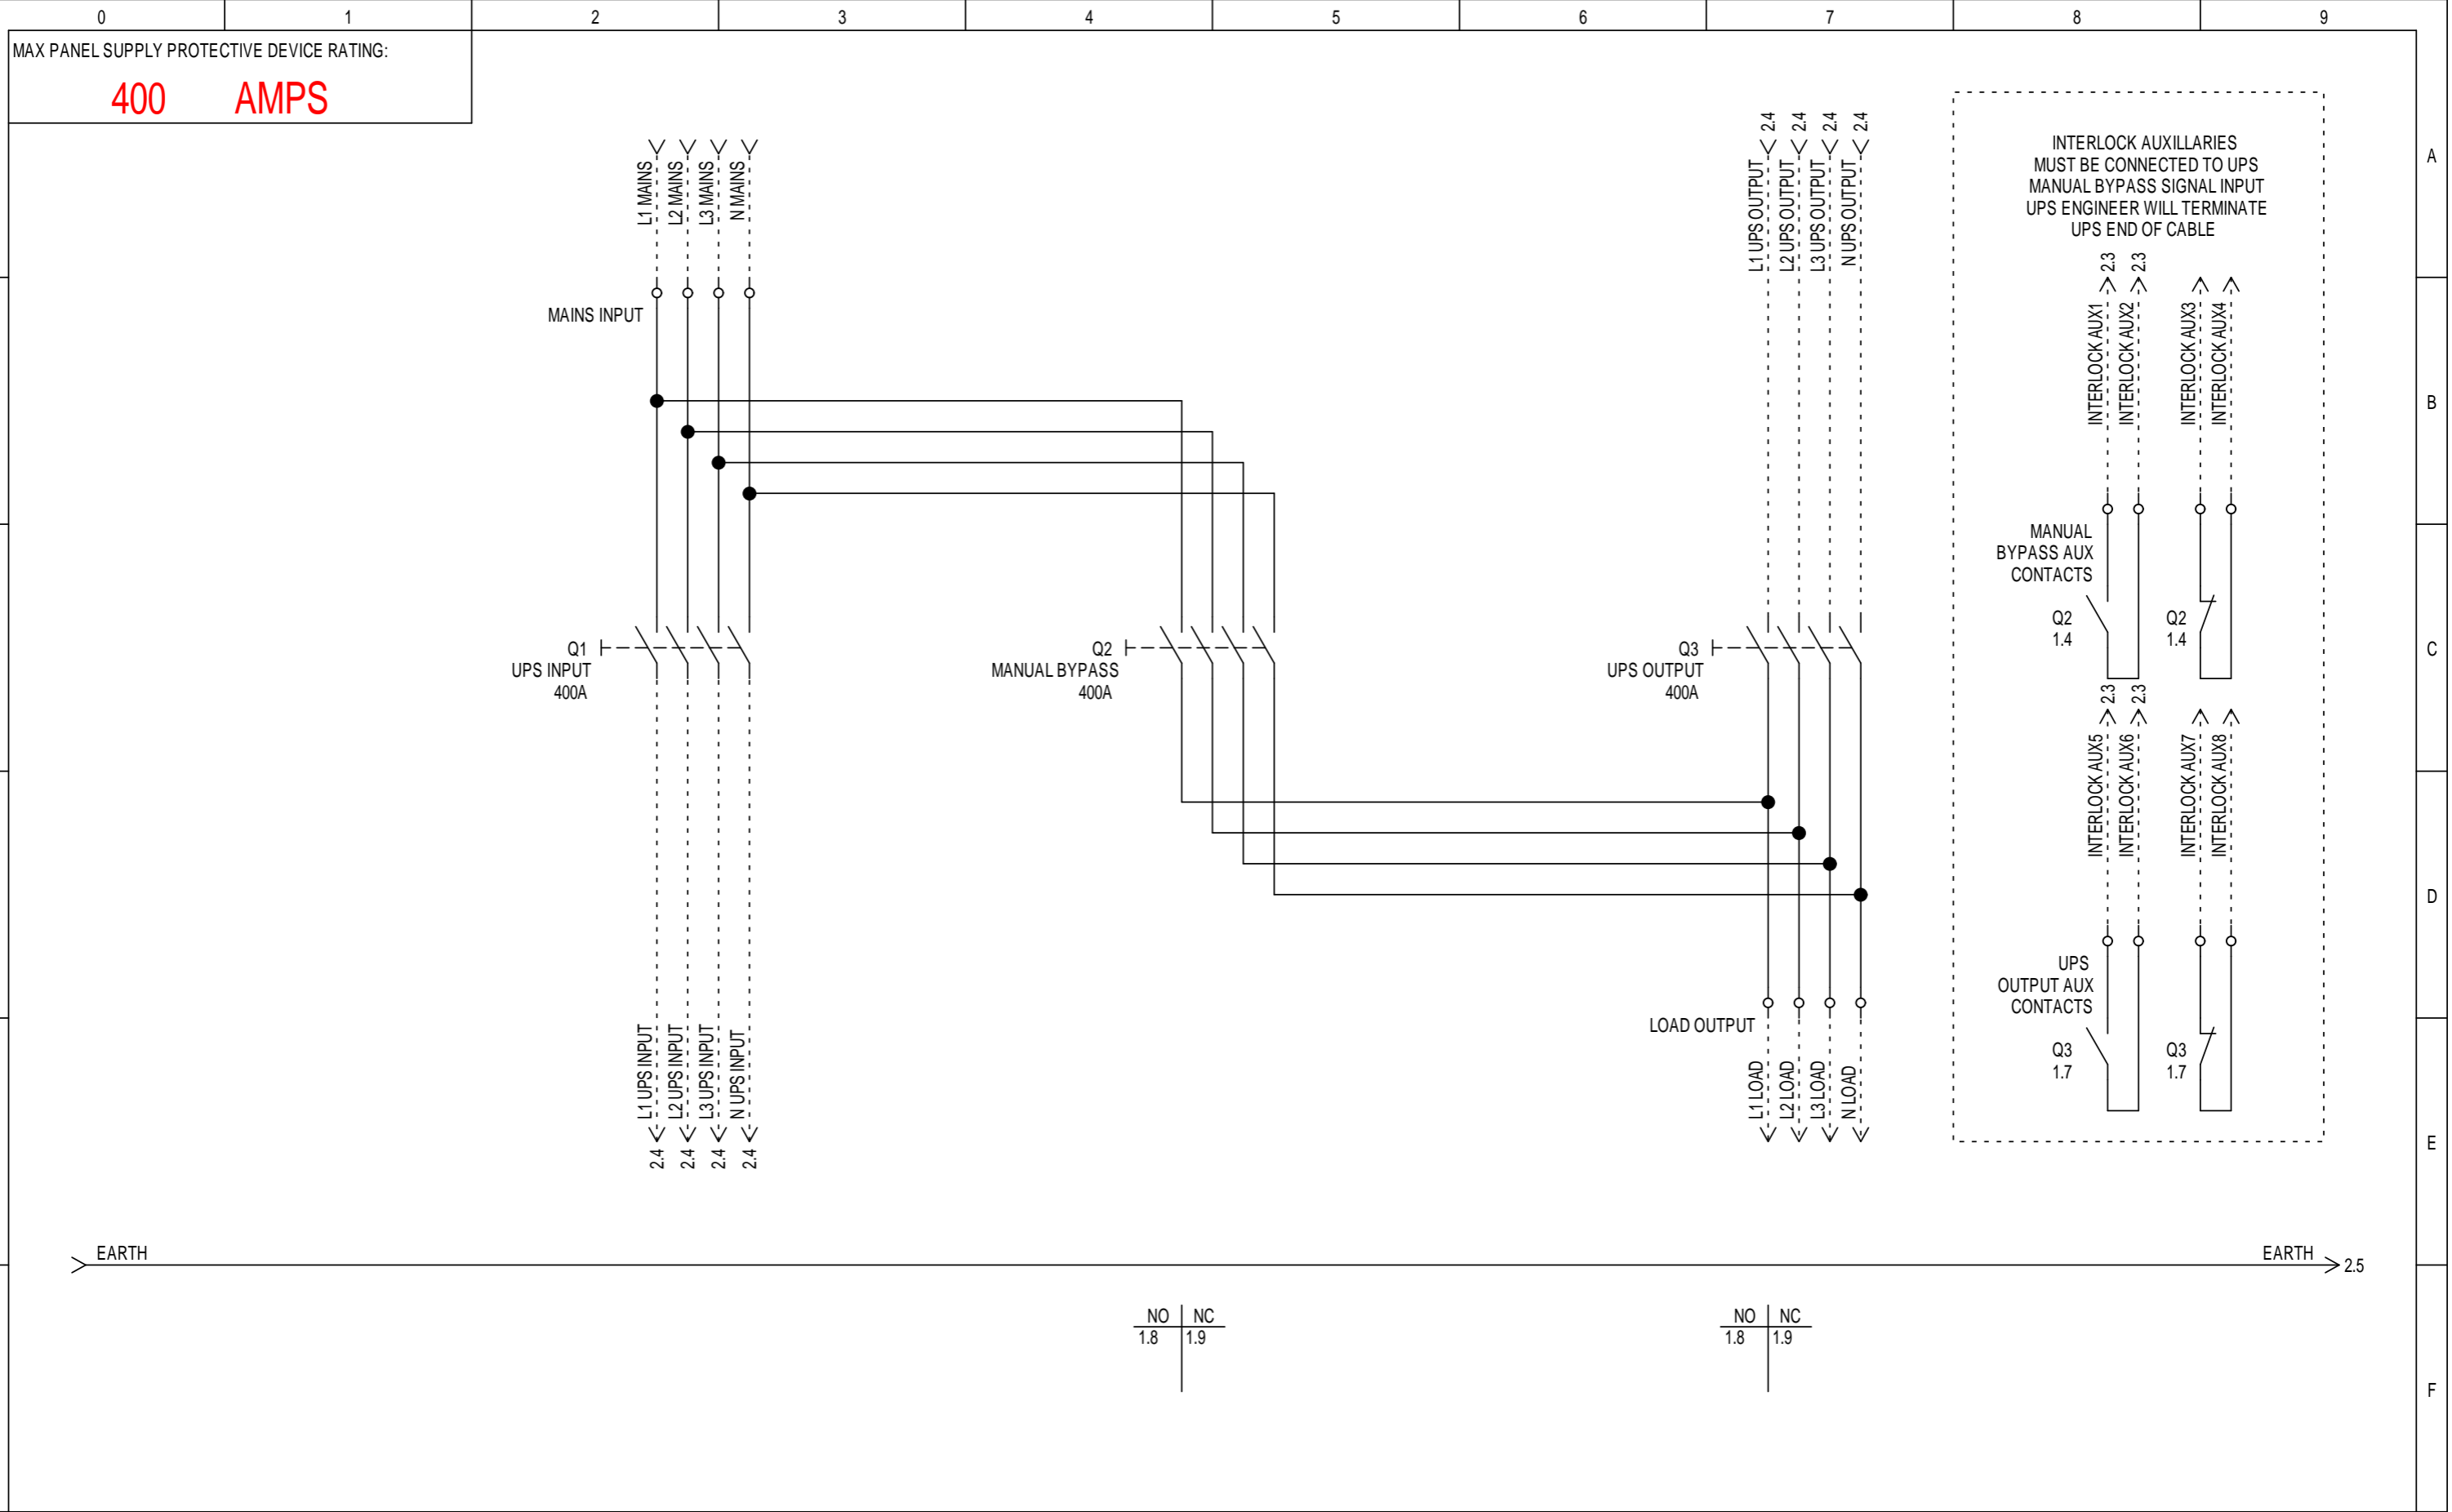 0 1 2 3 4 5 6 7 8 9
MAX PANEL SUPPLY PROTECTIVE DEVICE RATING:
400 AMPS
A
B
C
D
E
F
L1 MAINS
L2 MAINS
L3 MAINS
N MAINS
MAINS INPUT
Q1
UPS INPUT
400A
L1 UPS INPUT
L2 UPS INPUT
L3 UPS INPUT
N UPS INPUT
2.4
2.4
2.4
2.4
Q2
MANUAL BYPASS
400A
2.4
2.4
2.4
2.4
L1 UPS OUTPUT
L2 UPS OUTPUT
L3 UPS OUTPUT
N UPS OUTPUT
Q3
UPS OUTPUT
400A
LOAD OUTPUT
L1 LOAD
L2 LOAD
L3 LOAD
N LOAD
INTERLOCK AUXILLARIES
MUST BE CONNECTED TO UPS
MANUAL BYPASS SIGNAL INPUT
UPS ENGINEER WILL TERMINATE
UPS END OF CABLE
2.3
2.3
INTERLOCK AUX1
INTERLOCK AUX2
INTERLOCK AUX3
INTERLOCK AUX4
MANUAL
BYPASS AUX
CONTACTS
Q2
1.4
Q2
1.4
2.3
2.3
INTERLOCK AUX5
INTERLOCK AUX6
INTERLOCK AUX7
INTERLOCK AUX8
UPS
OUTPUT AUX
CONTACTS
Q3
1.7
Q3
1.7
EARTH
EARTH 2.5
NO NC
1.8 1.9
NO NC
1.8 1.9